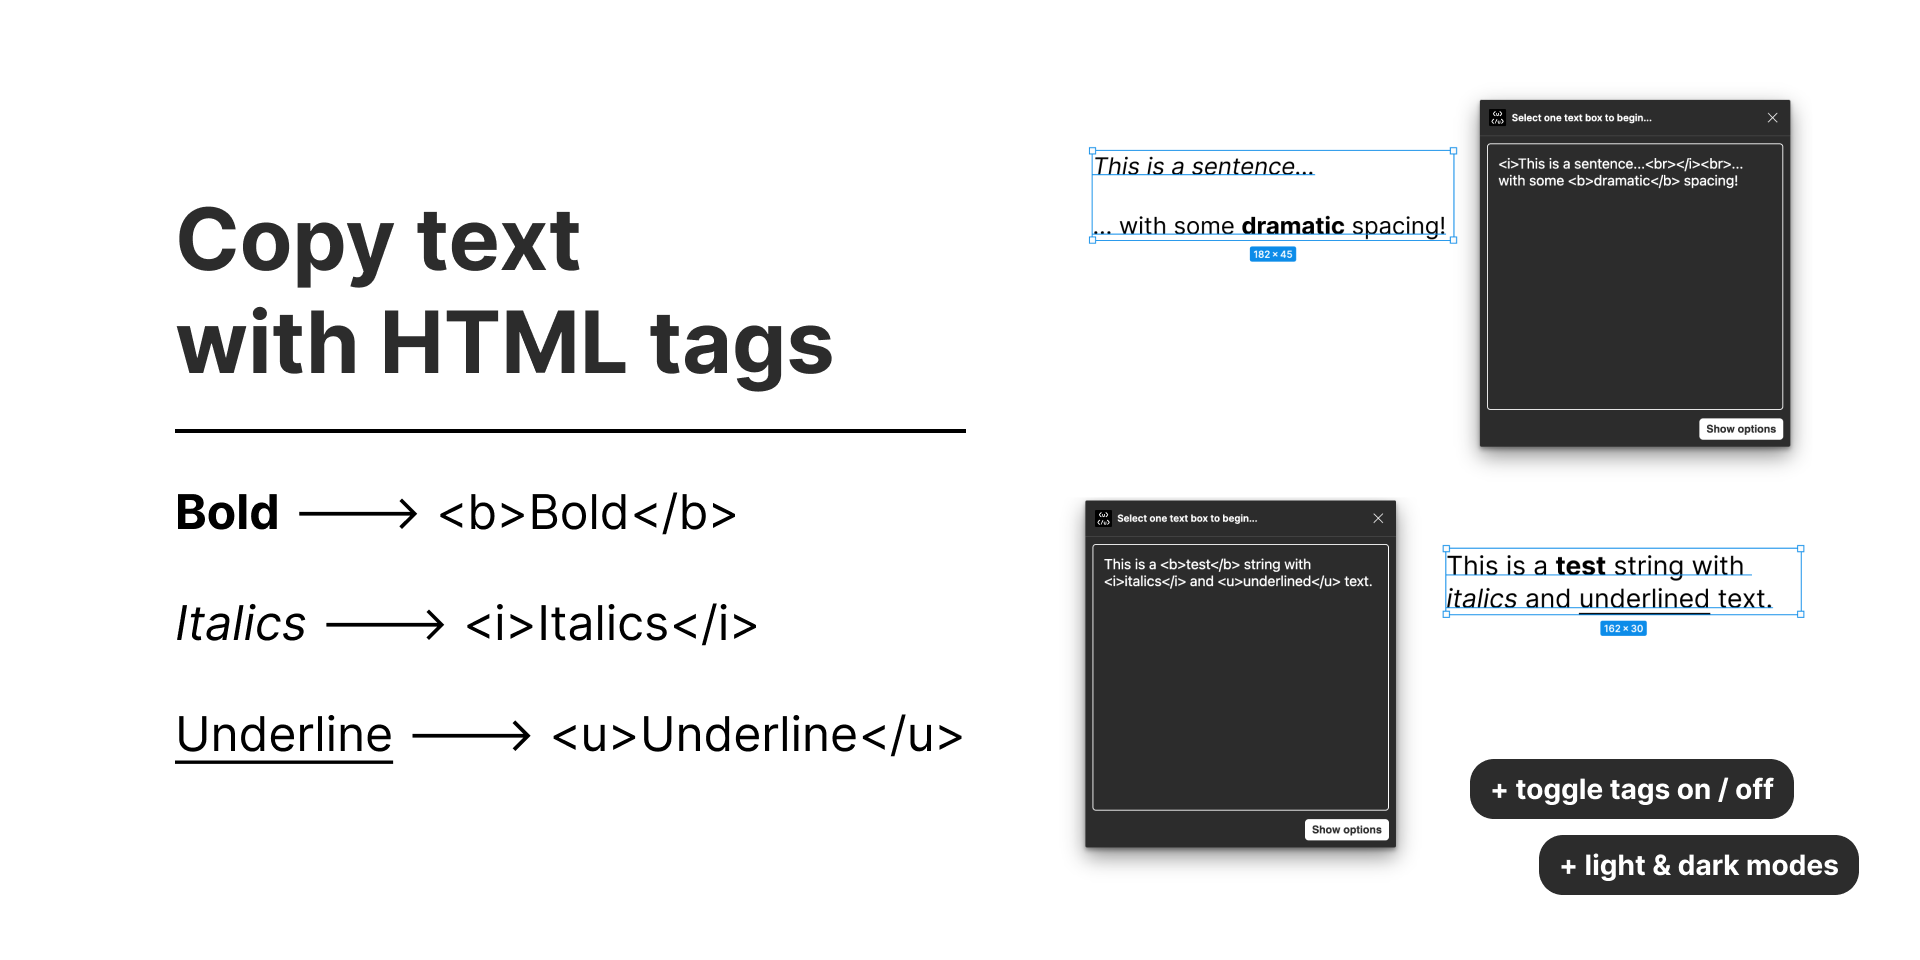 Copy text
with HTML tags
Bold <b>Bold</b>
Italics <i>Italics</i>
Underline <u>Underline</u>
This is a sentence...
... with some dramatic spacing!
182 × 45
<u>
</u>
Select one text box to begin...
<i>This is a sentence...<br></i><br>...
with some <b>dramatic</b> spacing!
Show options
<u>
</u>
Select one text box to begin...
This is a <b>test</b> string with
<i>italics</i> and <u>underlined</u> text.
Show options
This is a test string with
italics and underlined text.
162 × 30
+ toggle tags on / off
+ light & dark modes